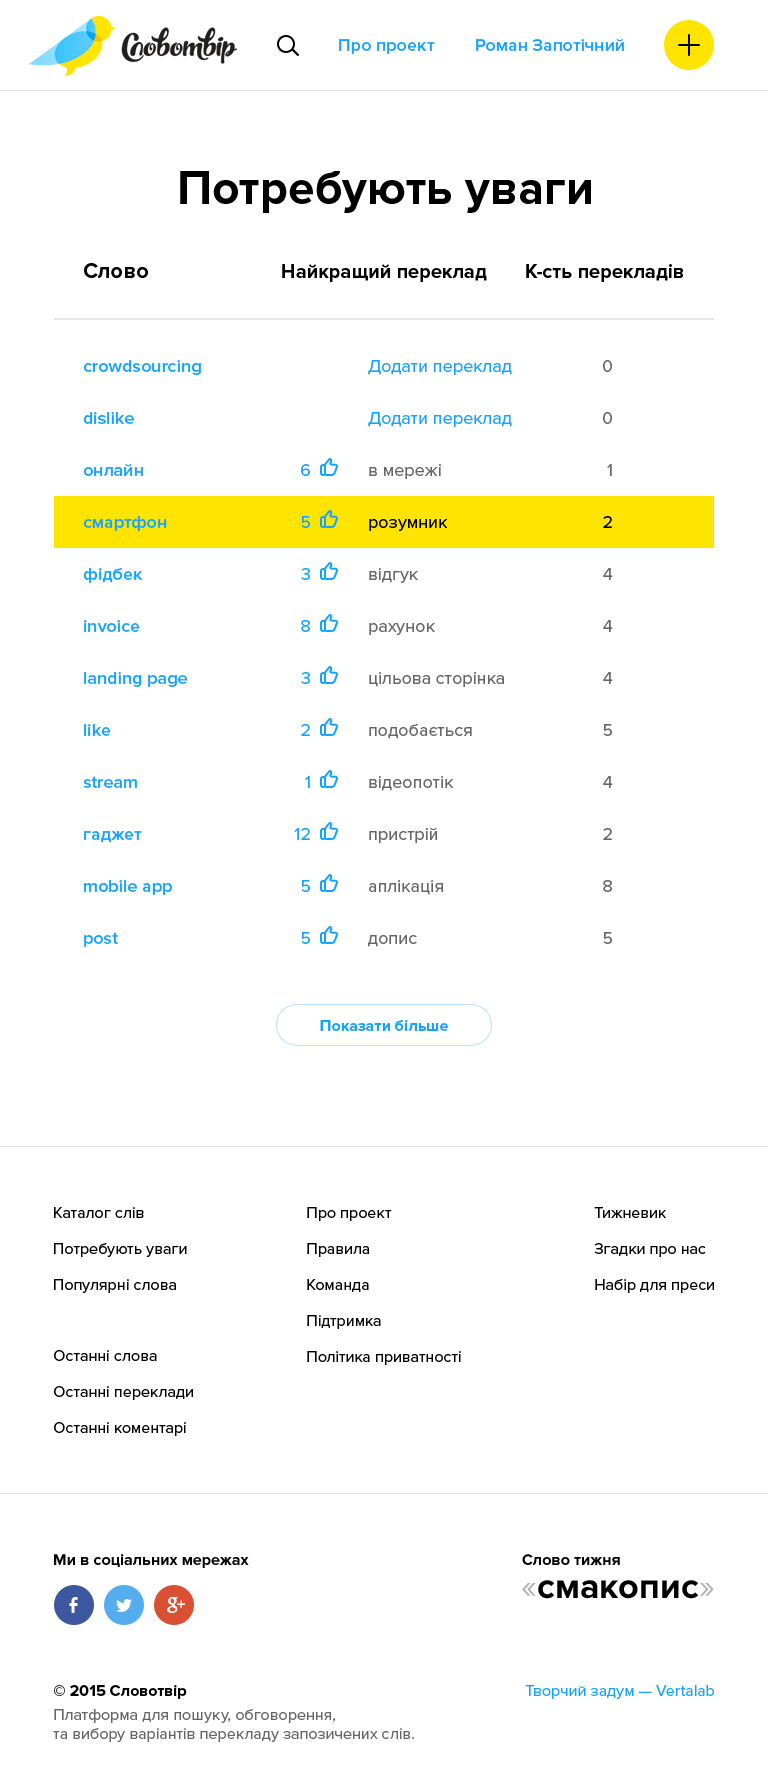 Словотвір Про проект Роман Запотічний
Потребують уваги
Слово Найкращий переклад К-сть перекладів
crowdsourcing Додати переклад 0
dislike Додати переклад 0
онлайн 6 в мережі 1
смартфон 5 розумник 2
фідбек 3 відгук 4
invoice 8 рахунок 4
landing page 3 цільова сторінка 4
like 2 подобається 5
stream 1 відеопотік 4
гаджет 12 пристрій 2
mobile app 5 аплікація 8
post 5 допис 5
Показати більше
Каталог слів Про проект Тижневик
Потребують уваги Правила Згадки про нас
Популярні слова Команда Набір для преси
Підтримка
Останні слова Політика приватності
Останні переклади
Останні коментарі
Ми в соціальних мережах Слово тижня
«смакопис»
© 2015 Словотвір Творчий задум — Vertalab
Платформа для пошуку, обговорення,
та вибору варіантів перекладу запозичених слів.